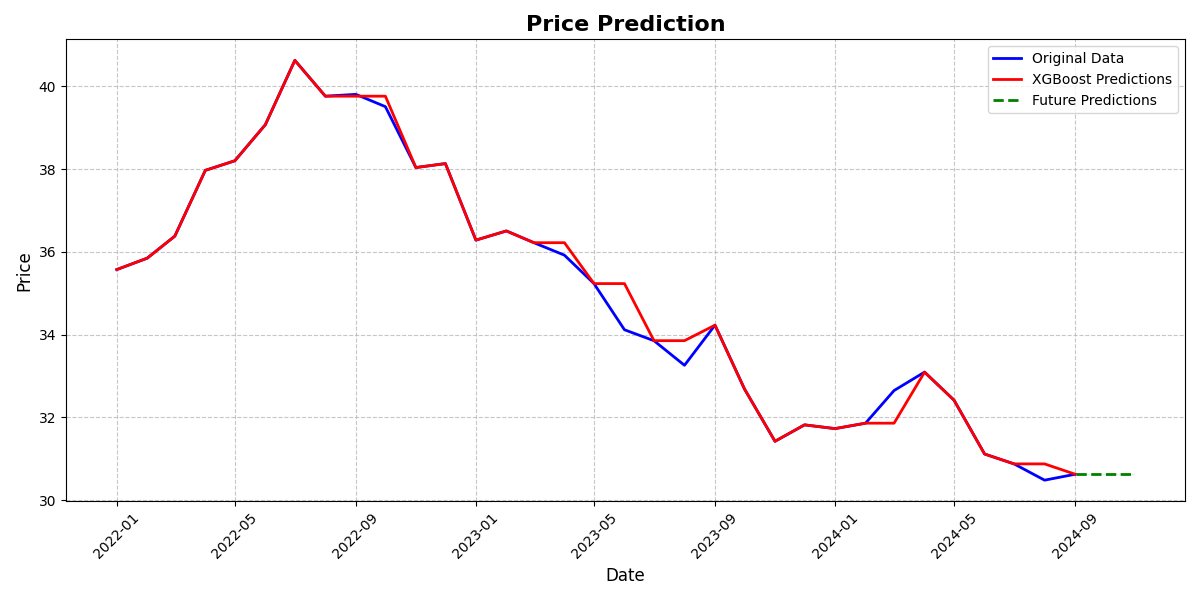 Price Prediction
Original Data
XGBoost Predictions
Future Predictions
Price
40
38
36
34
32
30
2022-01
2022-05
2022-09
2023-01
2023-05
2023-09
2024-01
2024-05
2024-09
Date